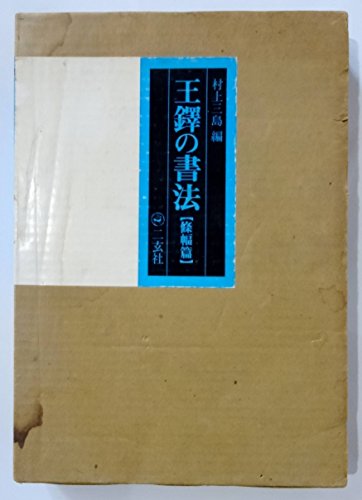 村上三島 編
王鐸の書法【條幅篇】
二玄社